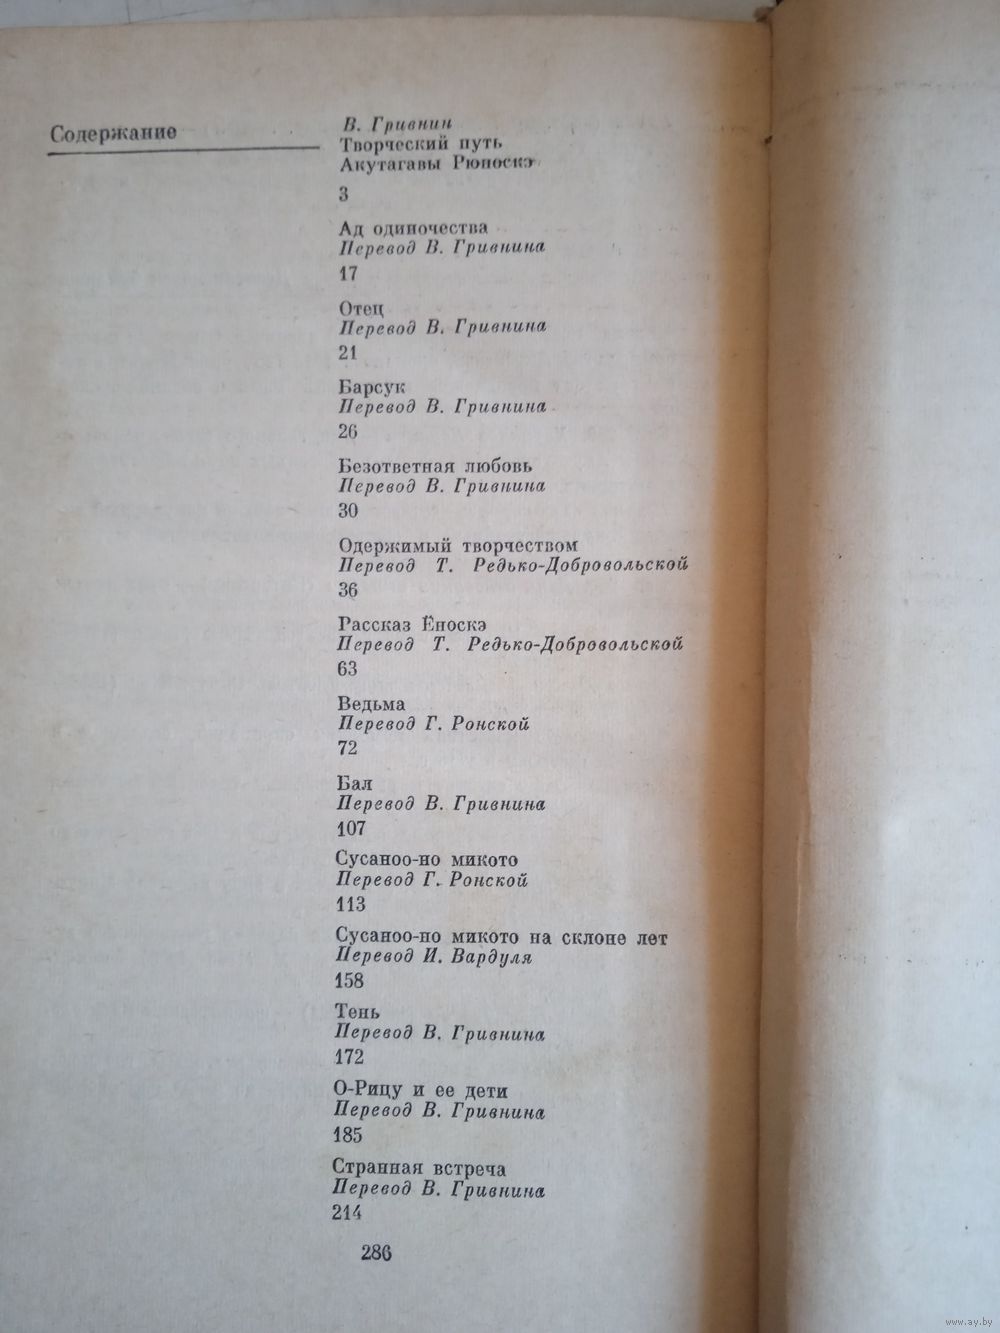 Содержание
В. Гривнин
Творческий путь
Акутагавы Рюноскэ
3
Ад одиночества
Перевод В. Гривнина
17
Отец
Перевод В. Гривнина
21
Барсук
Перевод В. Гривнина
26
Безответная любовь
Перевод В. Гривнина
30
Одержимый творчеством
Перевод Т. Редько-Добровольской
36
Рассказ Ёноскэ
Перевод Т. Редько-Добровольской
63
Ведьма
Перевод Г. Ронской
72
Бал
Перевод В. Гривнина
107
Сусаноо-но микото
Перевод Г. Ронской
113
Сусаноо-но микото на склоне лет
Перевод И. Вардуля
158
Тень
Перевод В. Гривнина
172
О-Рицу и ее дети
Перевод В. Гривнина
185
Странная встреча
Перевод В. Гривнина
214
286
www.ay.by